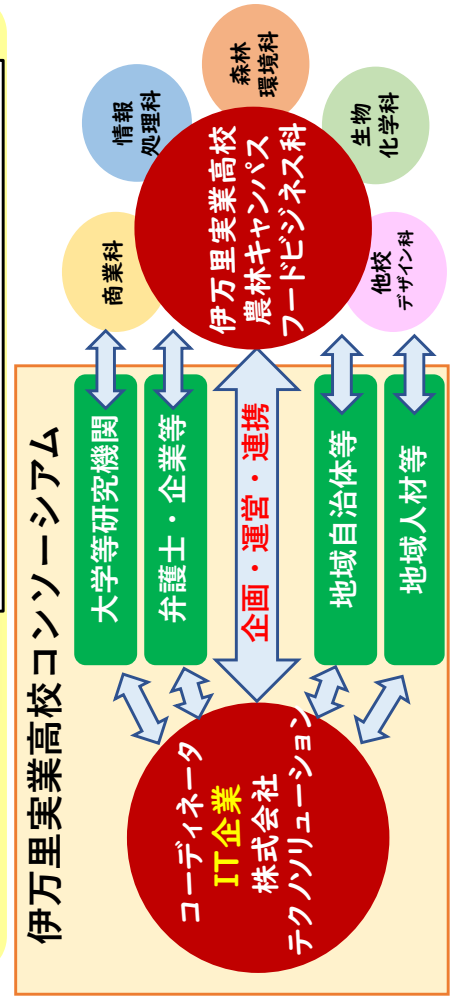 伊万里実業高校コンソーシアム
コーディネータ
IT企業
株式会社
テクノソリューション
大学等研究機関
弁護士・企業等
企画・運営・連携
地域自治体等
地域人材等
伊万里実業高校
農林キャンパス
フードビジネス科
商業科
情報
処理科
森林
環境科
生物
化学科
他校
デザイン科